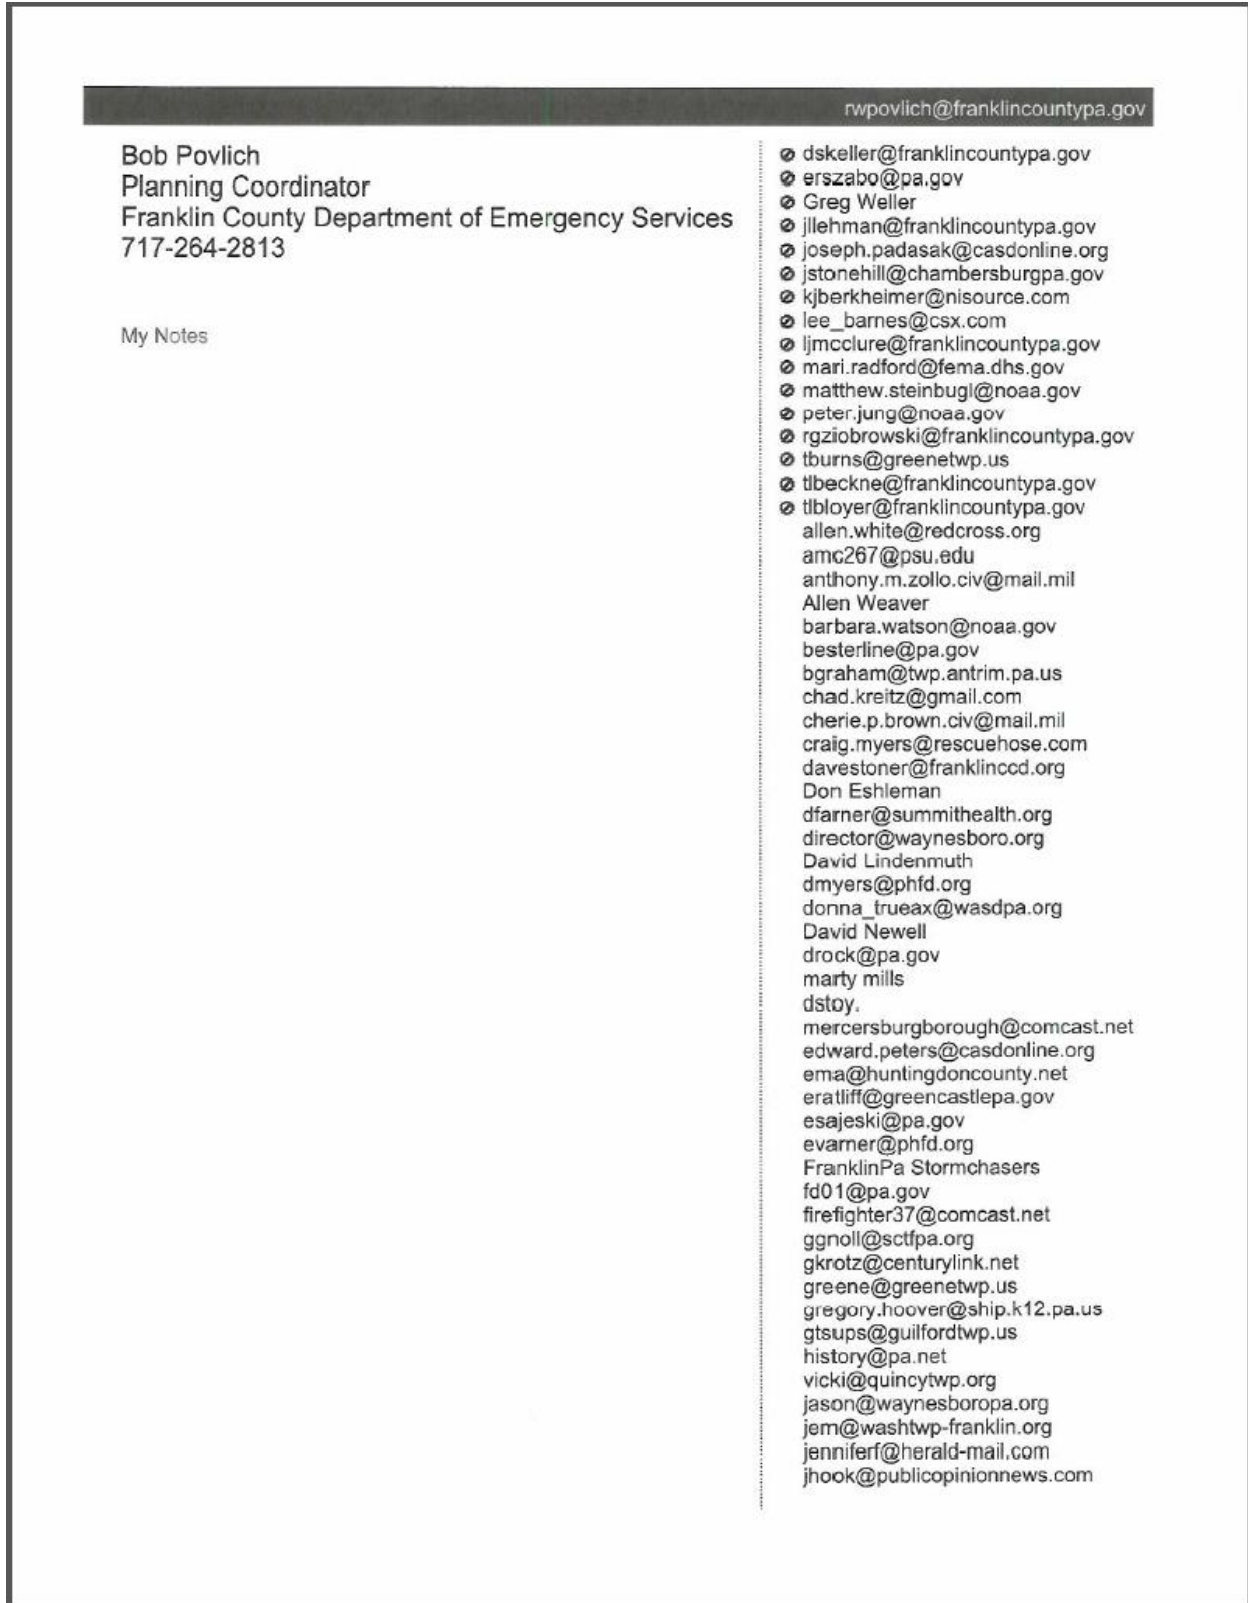 rwpovlich@franklincountypa.gov
Bob Povlich
Planning Coordinator
Franklin County Department of Emergency Services
717-264-2813
My Notes
dskeller@franklincountypa.gov
erszabo@pa.gov
Greg Weller
jllehman@franklincountypa.gov
joseph.padasak@casdonline.org
jstonehill@chambersburgpa.gov
kjberkheimer@nisource.com
lee_barnes@csx.com
ljmcclure@franklincountypa.gov
mari.radford@fema.dhs.gov
matthew.steinbugl@noaa.gov
peter.jung@noaa.gov
rgziobrowski@franklincountypa.gov
tburns@greenetwp.us
tlbeckne@franklincountypa.gov
tlbloyer@franklincountypa.gov
allen.white@redcross.org
amc267@psu.edu
anthony.m.zollo.civ@mail.mil
Allen Weaver
barbara.watson@noaa.gov
besterline@pa.gov
bgraham@twp.antrim.pa.us
chad.kreitz@gmail.com
cherie.p.brown.civ@mail.mil
craig.myers@rescuehose.com
davestoner@franklinccd.org
Don Eshleman
dfarner@summithealth.org
director@waynesboro.org
David Lindenmuth
dmyers@phfd.org
donna_trueax@wasdpa.org
David Newell
drock@pa.gov
marty mills
dstoy.
mercersburgborough@comcast.net
edward.peters@casdonline.org
ema@huntingdoncounty.net
eratliff@greencastlepa.gov
esajeski@pa.gov
evarner@phfd.org
FranklinPa Stormchasers
fd01@pa.gov
firefighter37@comcast.net
ggnoll@sctfpa.org
gkrotz@centurylink.net
greene@greenetwp.us
gregory.hoover@ship.k12.pa.us
gtsups@guilfordtwp.us
history@pa.net
vicki@quincytwp.org
jason@waynesboropa.org
jem@washtwp-franklin.org
jenniferf@herald-mail.com
jhook@publicopinionnews.com